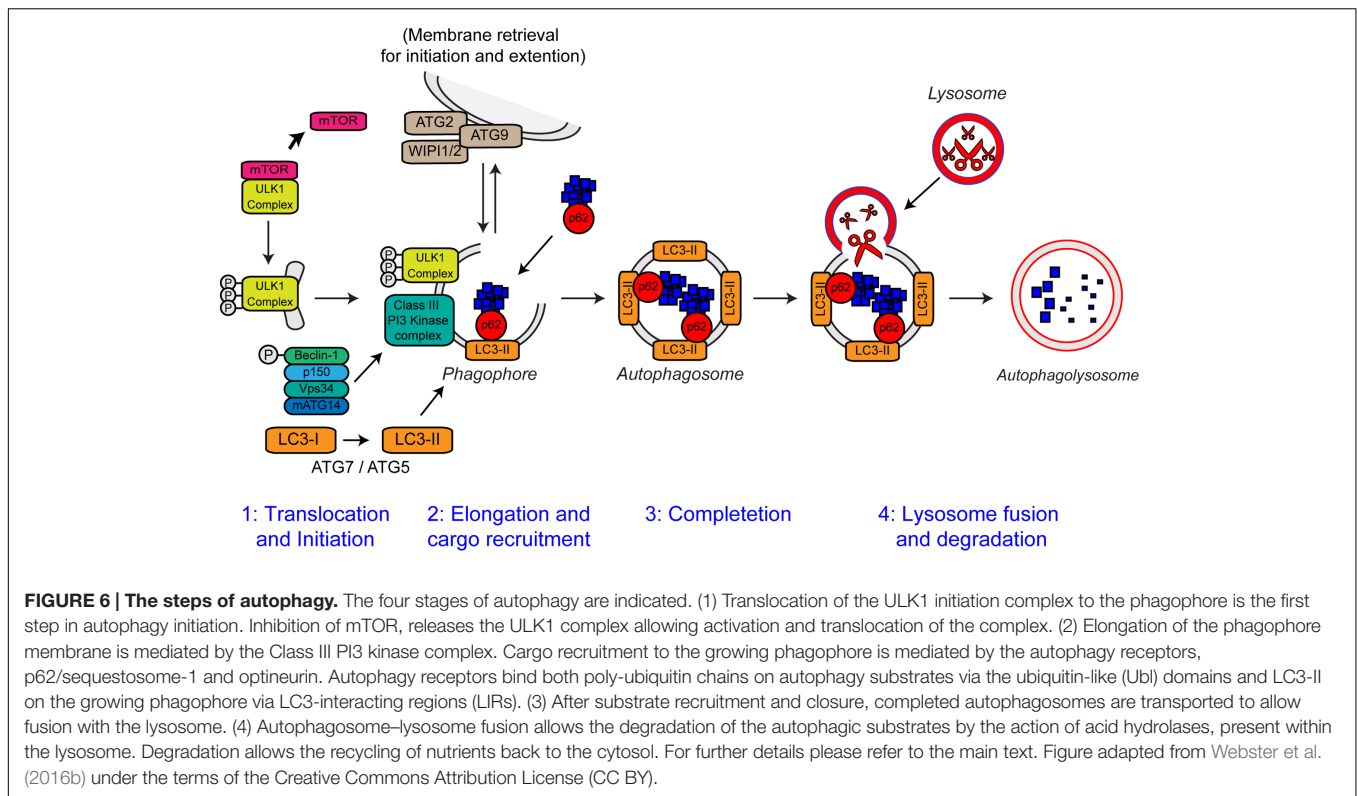 (Membrane retrieval
for initiation and extention)
Lysosome
mTOR
ATG2
ATG9
WIPI1/2
mTOR
ULK1
Complex
p62
P
P
P
ULK1
Complex
P
P
P
ULK1
Complex
Class III
PI3 Kinase
complex
p62
LC3-II
Phagophore
LC3-II
p62
LC3-II
LC3-II
p62
LC3-II
Autophagosome
p62
LC3-II
LC3-II
p62
LC3-II
Autophagolysosome
P
Beclin-1
p150
Vps34
mATG14
LC3-I
LC3-II
ATG7 / ATG5
1: Translocation
and Initiation
2: Elongation and
cargo recruitment
3: Completetion
4: Lysosome fusion
and degradation
FIGURE 6 | The steps of autophagy. The four stages of autophagy are indicated. (1) Translocation of the ULK1 initiation complex to the phagophore is the first
step in autophagy initiation. Inhibition of mTOR, releases the ULK1 complex allowing activation and translocation of the complex. (2) Elongation of the phagophore
membrane is mediated by the Class III PI3 kinase complex. Cargo recruitment to the growing phagophore is mediated by the autophagy receptors,
p62/sequestosome-1 and optineurin. Autophagy receptors bind both poly-ubiquitin chains on autophagy substrates via the ubiquitin-like (Ubl) domains and LC3-II
on the growing phagophore via LC3-interacting regions (LIRs). (3) After substrate recruitment and closure, completed autophagosomes are transported to allow
fusion with the lysosome. (4) Autophagosome–lysosome fusion allows the degradation of the autophagic substrates by the action of acid hydrolases, present within
the lysosome. Degradation allows the recycling of nutrients back to the cytosol. For further details please refer to the main text. Figure adapted from Webster et al.
(2016b) under the terms of the Creative Commons Attribution License (CC BY).